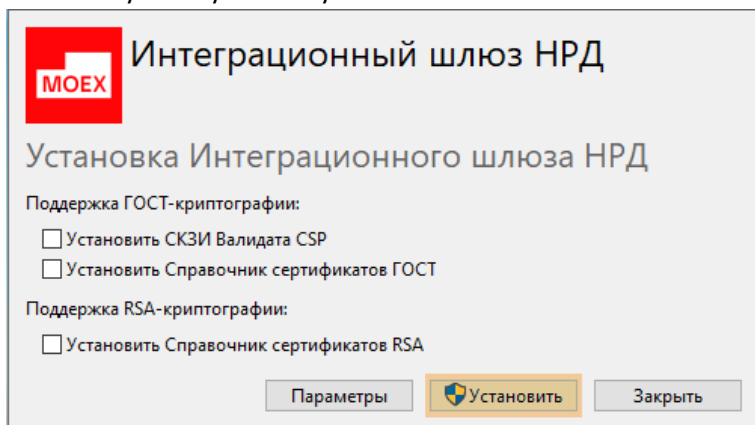 Интеграционный шлюз НРД
MOEX
Установка Интеграционного шлюза НРД
Поддержка ГОСТ-криптографии:
Установить СКЗИ Валидата CSP
Установить Справочник сертификатов ГОСТ
Поддержка RSA-криптографии:
Установить Справочник сертификатов RSA
Параметры Установить Закрыть